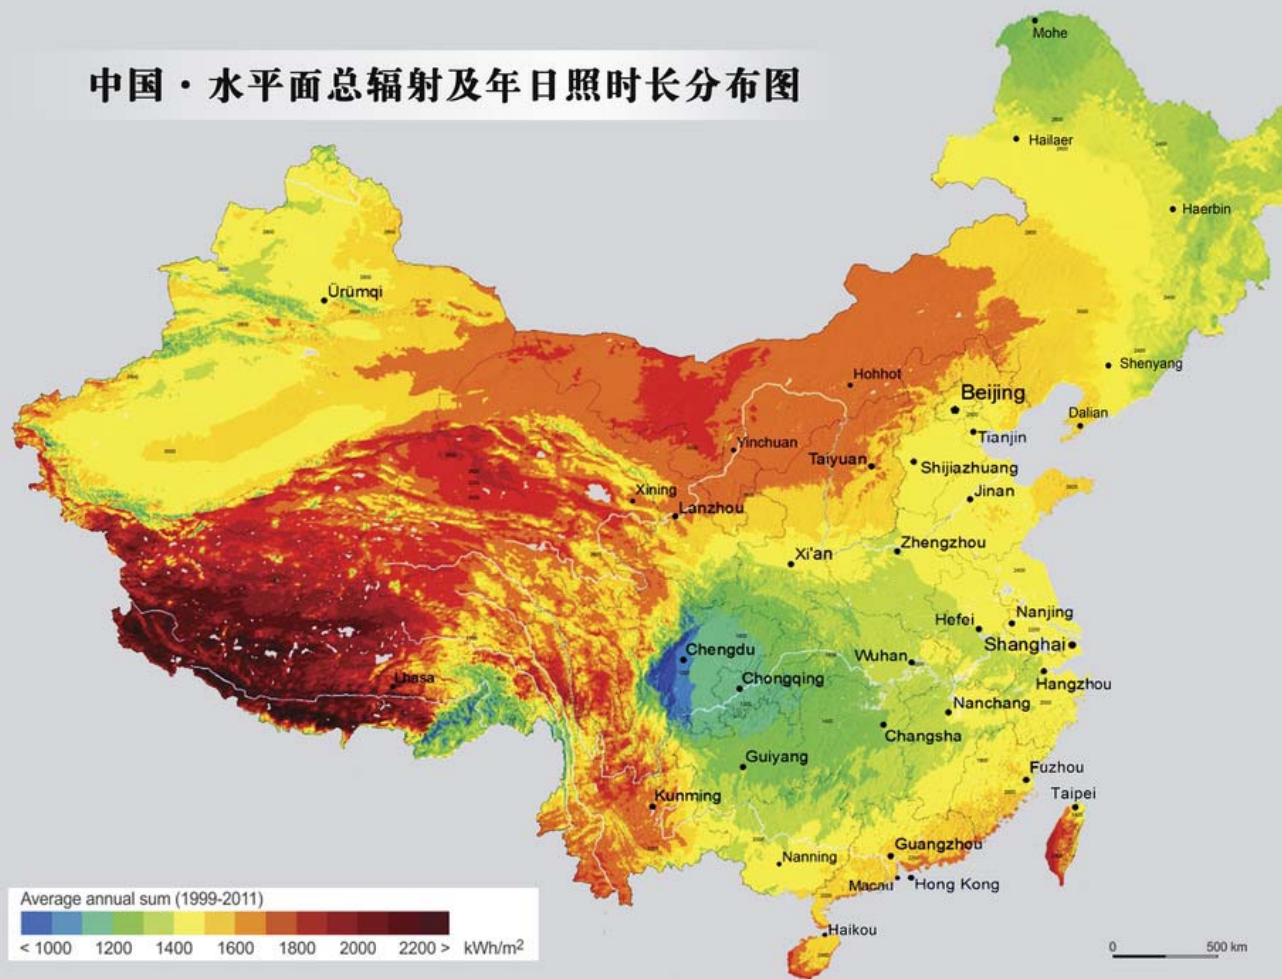 中国·水平面总辐射及年日照时长分布图
Mohe
Hailaer
Haerbin
Ürümqi
Shenyang
Hohhot
Beijing
Dalian
Tianjin
Yinchuan
Taiyuan
Shijiazhuang
Xining
Jinan
Lanzhou
Zhengzhou
Xi'an
Hefei
Nanjing
Shanghai
Chengdu
Wuhan
Lhasa
Chongqing
Hangzhou
Nanchang
Changsha
Guiyang
Fuzhou
Kunming
Taipei
Guangzhou
Nanning
Macau
Hong Kong
Haikou
Average annual sum (1999-2011)
< 1000 1200 1400 1600 1800 2000 2200 > kWh/m²
0 500 km